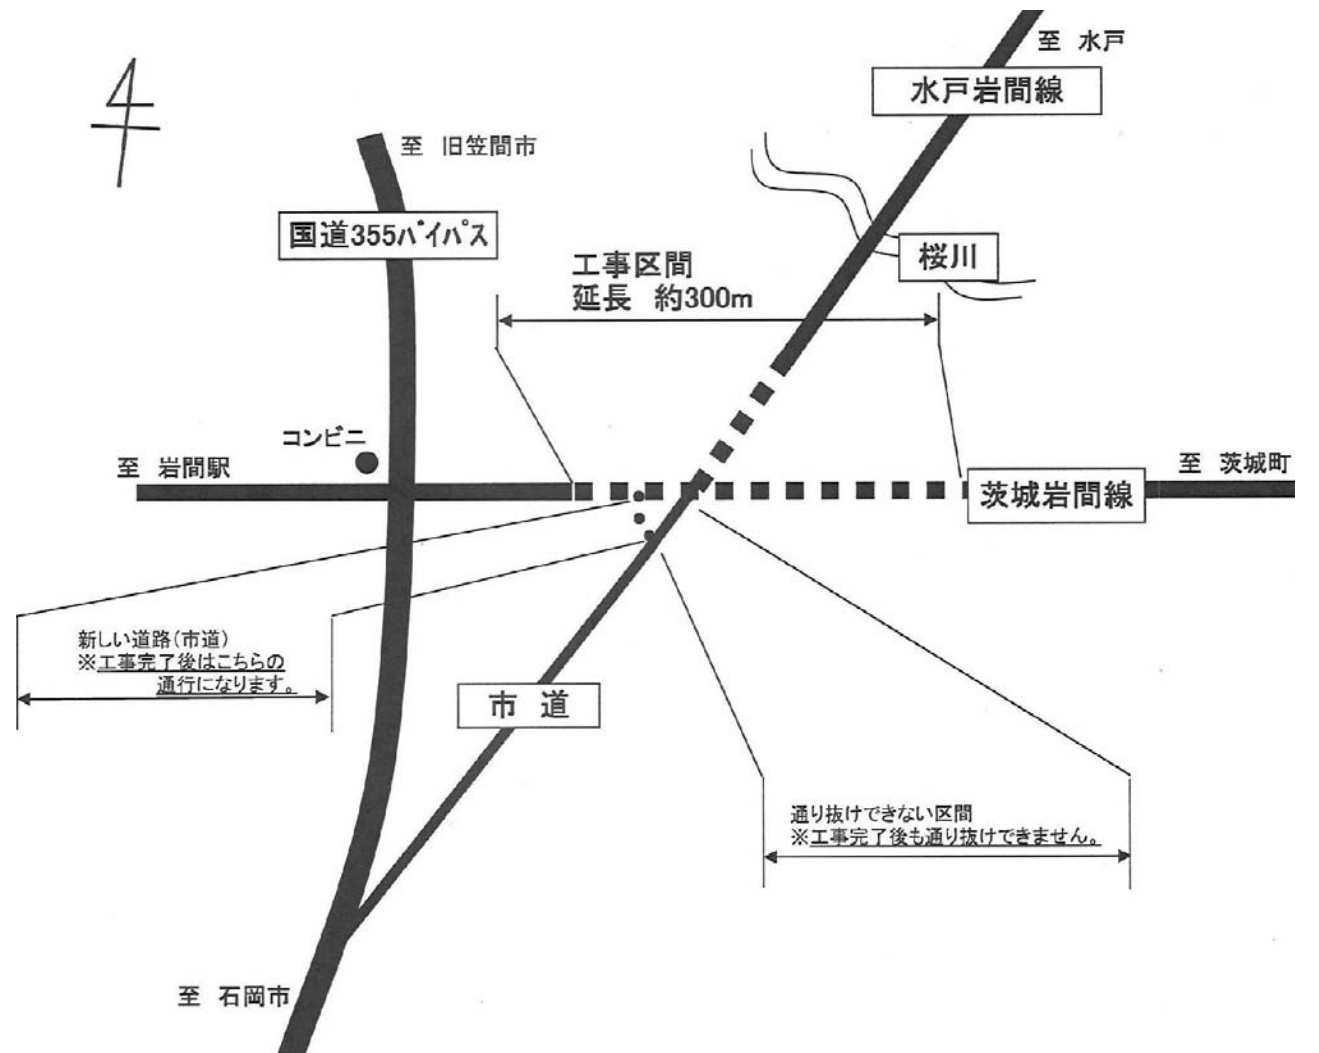 至 水戸
水戸岩間線
至 旧笠間市
国道355バイパス
桜川
工事区間
延長 約300m
コンビニ
至 岩間駅
至 茨城町
茨城岩間線
新しい道路(市道)
※工事完了後はこちらの
通行になります。
市 道
通り抜けできない区間
※工事完了後も通り抜けできません。
至 石岡市